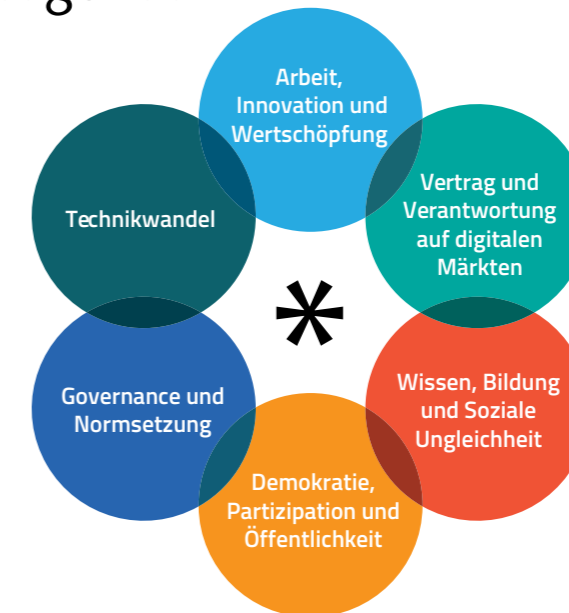 Arbeit,
Innovation und
Wertschöpfung
Vertrag und
Verantwortung
auf digitalen
Märkten
Wissen, Bildung
und Soziale
Ungleichheit
Demokratie,
Partizipation und
Öffentlichkeit
Governance und
Normsetzung
Technikwandel
*